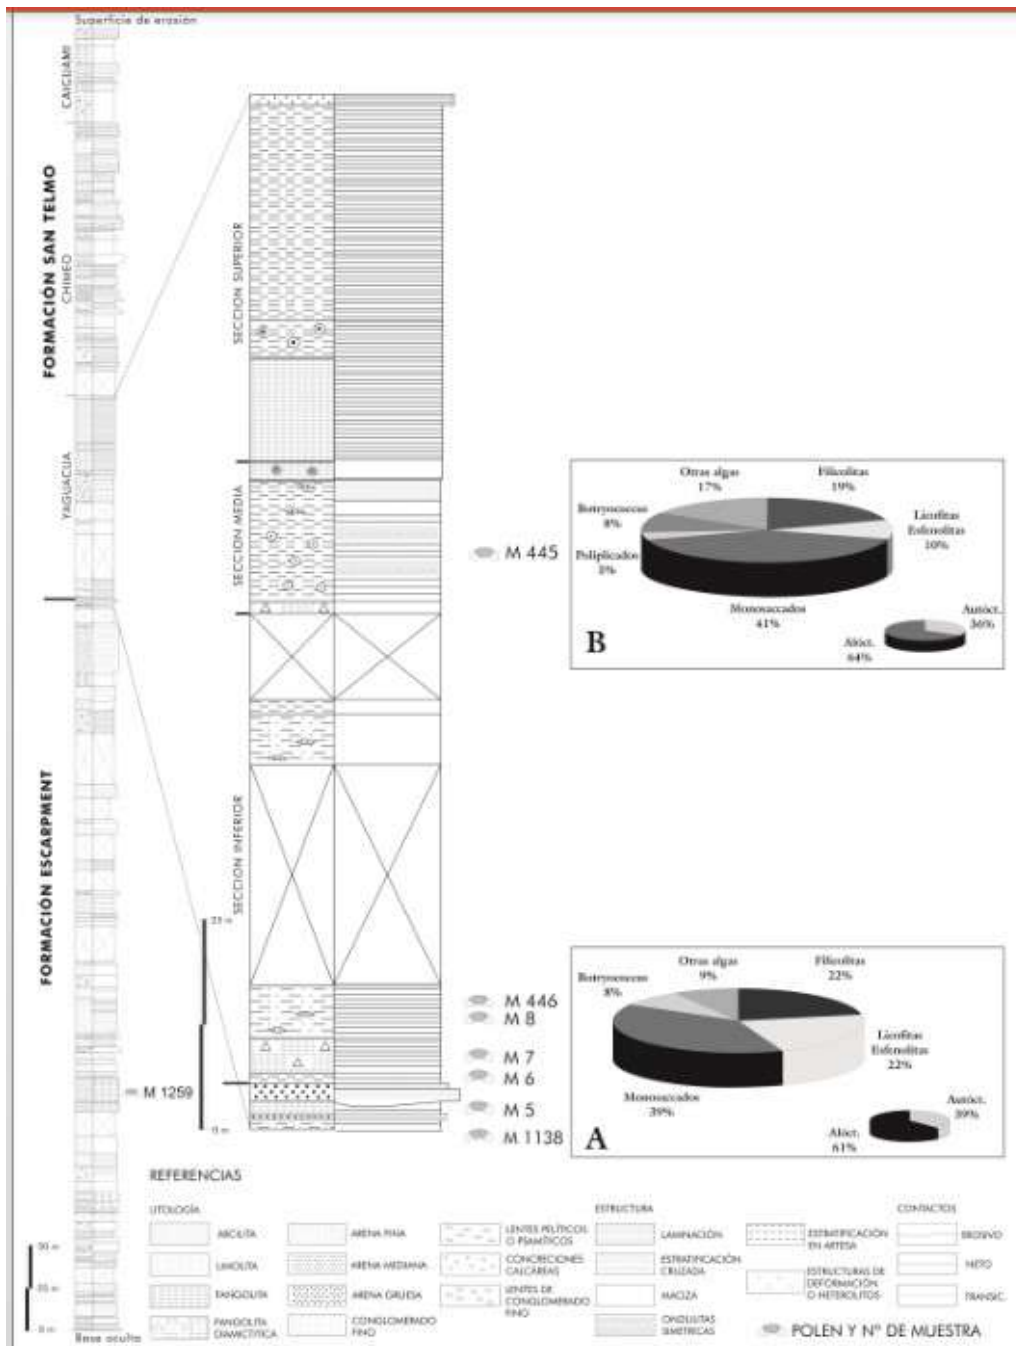 Superficie de erosión
CAIGUAMI
FORMACIÓN SAN TELMO
CHIMEO
YAGUACUA
FORMACIÓN ESCARPMENT
SECCION SUPERIOR
SECCION MEDIA
SECCION INFERIOR
M 445
Otras algas
17%
Filicofitas
19%
Botryococcus
8%
Licofitas
Esfenofitas
10%
Poliplicados
Monosaccados
41%
B
Autóct.
36%
Alóct.
64%
M 446
M 8
M 7
M 6
M 5
M 1138
M 1259
0 m
Otras algas
9%
Filicofitas
22%
Botryococcus
8%
Licofitas
Esfenofitas
22%
Monosaccados
39%
A
Autóct.
39%
Alóct.
61%
REFERENCIAS
LITOLOGÍA
ARCILITA
LIMOLITA
FANGOLITA
FANGOLITA
DIAMICTITICA
ARENA FINA
ARENA MEDIANA
ARENA GRUESA
CONGLOMERADO
FINO
LENTES PELÍTICOS
O PSAMÍTICOS
CONCRECIONES
CALCÁREAS
LENTES DE
CONGLOMERADO
FINO
ESTRUCTURA
LAMINACIÓN
ESTRATIFICACIÓN
CRUZADA
MACIZA
ONDULITAS
SIMETRICAS
ESTRATIFICACIÓN
EN ARTESA
ESTRUCTURAS DE
DEFORMACIÓN
O HETEROLITOS
CONTACTOS
EROSIVO
NETO
TRANSIC.
POLEN Y Nº DE MUESTRA
0 m
Base oculta